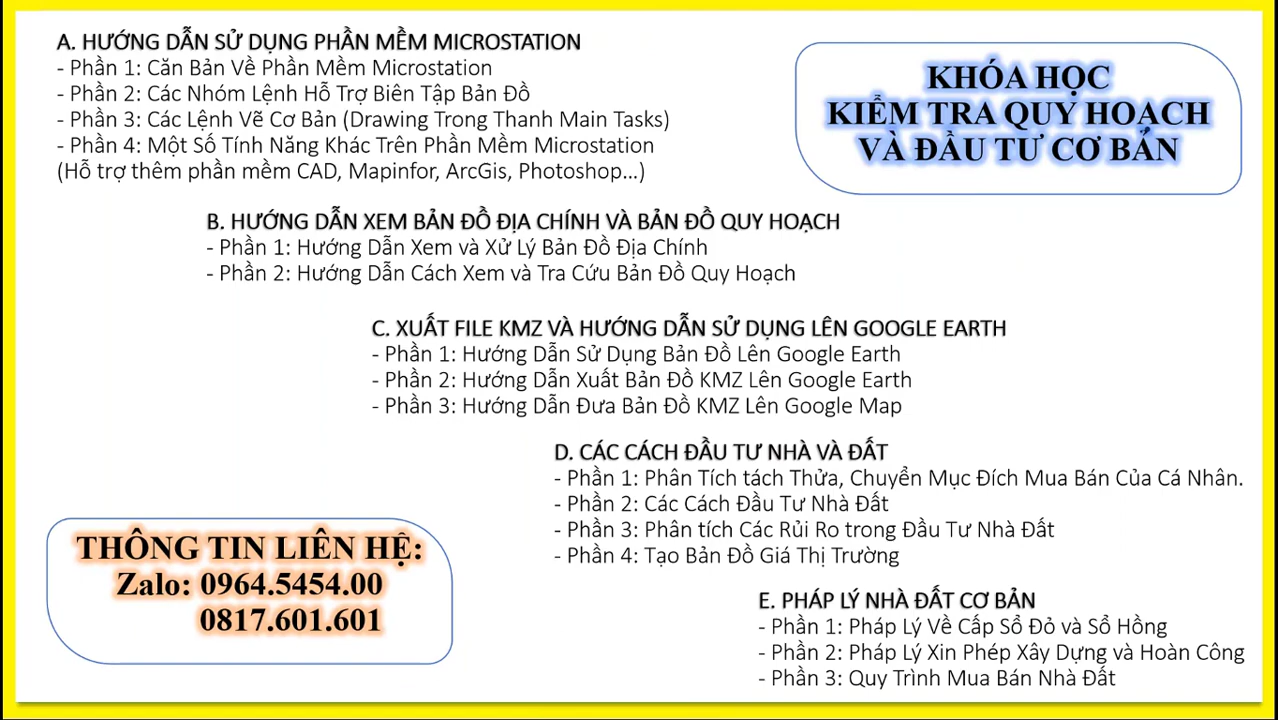 A. HƯỚNG DẪN SỬ DỤNG PHẦN MỀM MICROSTATION
- Phần 1: Căn Bản Về Phần Mềm Microstation
- Phần 2: Các Nhóm Lệnh Hỗ Trợ Biên Tập Bản Đồ
- Phần 3: Các Lệnh Vẽ Cơ Bản (Drawing Trong Thanh Main Tasks)
- Phần 4: Một Số Tính Năng Khác Trên Phần Mềm Microstation
(Hỗ trợ thêm phần mềm CAD, Mapinfor, ArcGis, Photoshop...)
KHÓA HỌC
KIỂM TRA QUY HOẠCH
VÀ ĐẦU TƯ CƠ BẢN
B. HƯỚNG DẪN XEM BẢN ĐỒ ĐỊA CHÍNH VÀ BẢN ĐỒ QUY HOẠCH
- Phần 1: Hướng Dẫn Xem và Xử Lý Bản Đồ Địa Chính
- Phần 2: Hướng Dẫn Cách Xem và Tra Cứu Bản Đồ Quy Hoạch
C. XUẤT FILE KMZ VÀ HƯỚNG DẪN SỬ DỤNG LÊN GOOGLE EARTH
- Phần 1: Hướng Dẫn Sử Dụng Bản Đồ Lên Google Earth
- Phần 2: Hướng Dẫn Xuất Bản Đồ KMZ Lên Google Earth
- Phần 3: Hướng Dẫn Đưa Bản Đồ KMZ Lên Google Map
D. CÁC CÁCH ĐẦU TƯ NHÀ VÀ ĐẤT
- Phần 1: Phân Tích tách Thửa, Chuyển Mục Đích Mua Bán Của Cá Nhân.
- Phần 2: Các Cách Đầu Tư Nhà Đất
- Phần 3: Phân tích Các Rủi Ro trong Đầu Tư Nhà Đất
- Phần 4: Tạo Bản Đồ Giá Thị Trường
THÔNG TIN LIÊN HỆ:
Zalo: 0964.5454.00
0817.601.601
E. PHÁP LÝ NHÀ ĐẤT CƠ BẢN
- Phần 1: Pháp Lý Về Cấp Sổ Đỏ và Sổ Hồng
- Phần 2: Pháp Lý Xin Phép Xây Dựng và Hoàn Công
- Phần 3: Quy Trình Mua Bán Nhà Đất